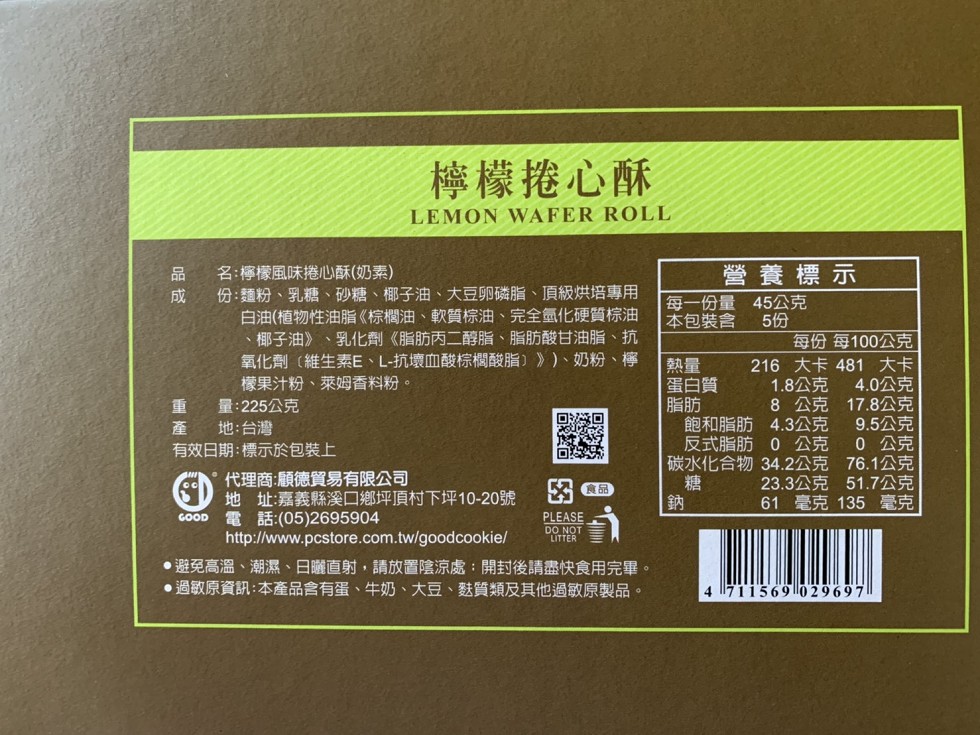 檸檬捲心酥
LEMON WAFER ROLL
品　　名:檸檬風味捲心酥(奶素)
成　　份:麵粉、乳糖、砂糖、椰子油、大豆卵磷脂、頂級烘培專用
白油(植物性油脂《棕櫚油、軟質棕油、完全氫化硬質棕油
、椰子油》、乳化劑《脂肪丙二醇脂、脂肪酸甘油脂、抗
氧化劑〔維生素E、L-抗壞血酸棕櫚酸脂〕》)、奶粉、檸
檬果汁粉、萊姆香料粉。
重　　量:225公克
產　　地:台灣
有效日期:標示於包裝上
GOOD
代理商:顧德貿易有限公司
地　址:嘉義縣溪口鄉坪頂村下坪10-20號
電　話:(05)2695904
http://www.pcstore.com.tw/goodcookie/
食品
PLEASE
DO NOT
LITTER
●避免高溫、潮濕、日曬直射，請放置陰涼處；開封後請盡快食用完畢。
●過敏原資訊:本產品含有蛋、牛奶、大豆、麩質類及其他過敏原製品。
營養標示
每一份量　45公克
本包裝含　5份
每份 每100公克
熱量　216 大卡 481 大卡
蛋白質　1.8公克　4.0公克
脂肪　8 公克 17.8公克
飽和脂肪　4.3公克　9.5公克
反式脂肪　0 公克　0 公克
碳水化合物 34.2公克 76.1公克
糖　23.3公克 51.7公克
鈉　61 毫克 135 毫克
4 711569 029697